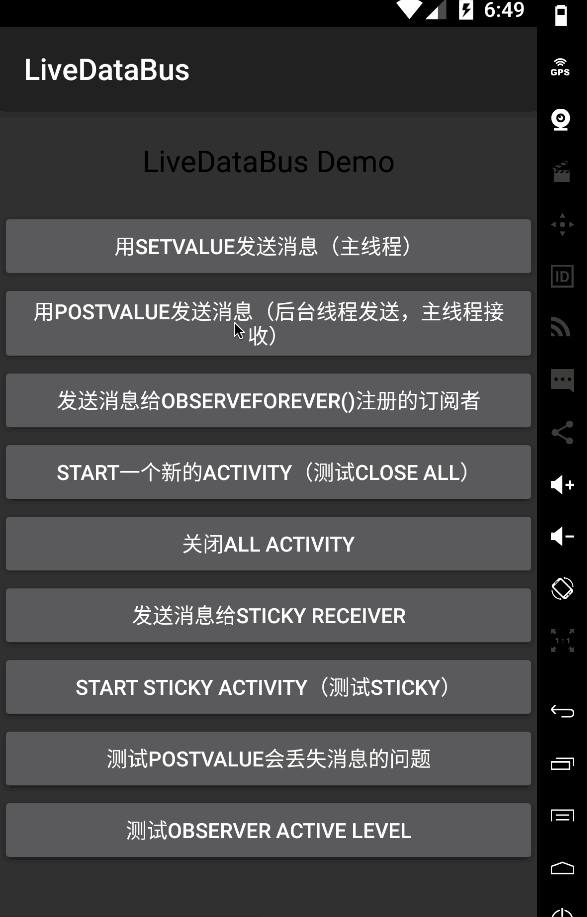 6:49
LiveDataBus
LiveDataBus Demo
用SETVALUE发送消息（主线程）
用POSTVALUE发送消息（后台线程发送，主线程接
收）
发送消息给OBSERVEFOREVER()注册的订阅者
START一个新的ACTIVITY（测试CLOSE ALL）
关闭ALL ACTIVITY
发送消息给STICKY RECEIVER
START STICKY ACTIVITY（测试STICKY）
测试POSTVALUE会丢失消息的问题
测试OBSERVER ACTIVE LEVEL
GPS
ID
1:1